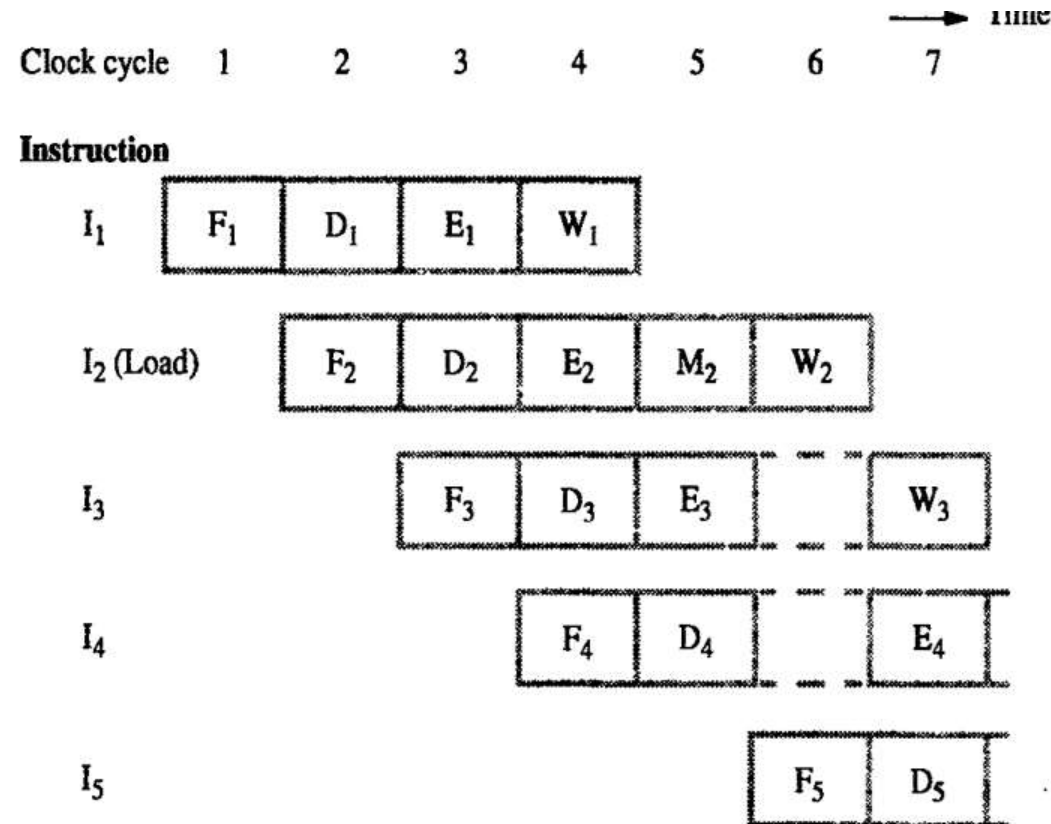 Time
Clock cycle 1 2 3 4 5 6 7
Instruction
I₁ F₁ D₁ E₁ W₁
I₂ (Load) F₂ D₂ E₂ M₂ W₂
I₃ F₃ D₃ E₃ W₃
I₄ F₄ D₄ E₄
I₅ F₅ D₅